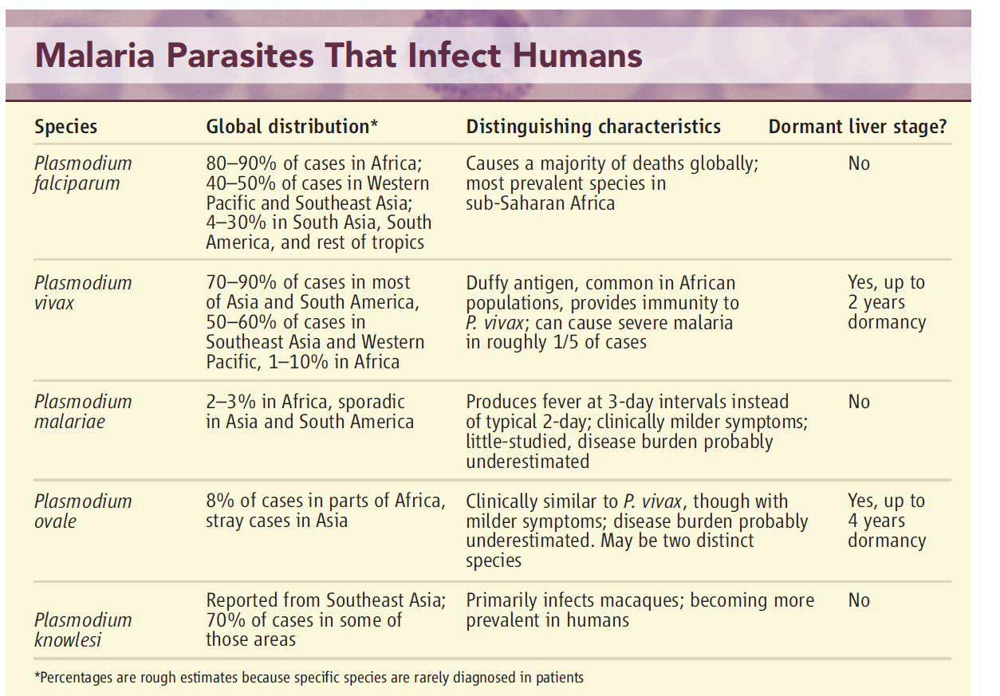 Malaria Parasites That Infect Humans
Species Global distribution* Distinguishing characteristics Dormant liver stage?
Plasmodium
falciparum
80–90% of cases in Africa;
40–50% of cases in Western
Pacific and Southeast Asia;
4–30% in South Asia, South
America, and rest of tropics
Causes a majority of deaths globally;
most prevalent species in
sub-Saharan Africa
No
Plasmodium
vivax
70–90% of cases in most
of Asia and South America,
50–60% of cases in
Southeast Asia and Western
Pacific, 1–10% in Africa
Duffy antigen, common in African
populations, provides immunity to
P. vivax; can cause severe malaria
in roughly 1/5 of cases
Yes, up to
2 years
dormancy
Plasmodium
malariae
2–3% in Africa, sporadic
in Asia and South America
Produces fever at 3-day intervals instead
of typical 2-day; clinically milder symptoms;
little-studied, disease burden probably
underestimated
No
Plasmodium
ovale
8% of cases in parts of Africa,
stray cases in Asia
Clinically similar to P. vivax, though with
milder symptoms; disease burden probably
underestimated. May be two distinct
species
Yes, up to
4 years
dormancy
Plasmodium
knowlesi
Reported from Southeast Asia;
70% of cases in some of
those areas
Primarily infects macaques; becoming more
prevalent in humans
No
*Percentages are rough estimates because specific species are rarely diagnosed in patients